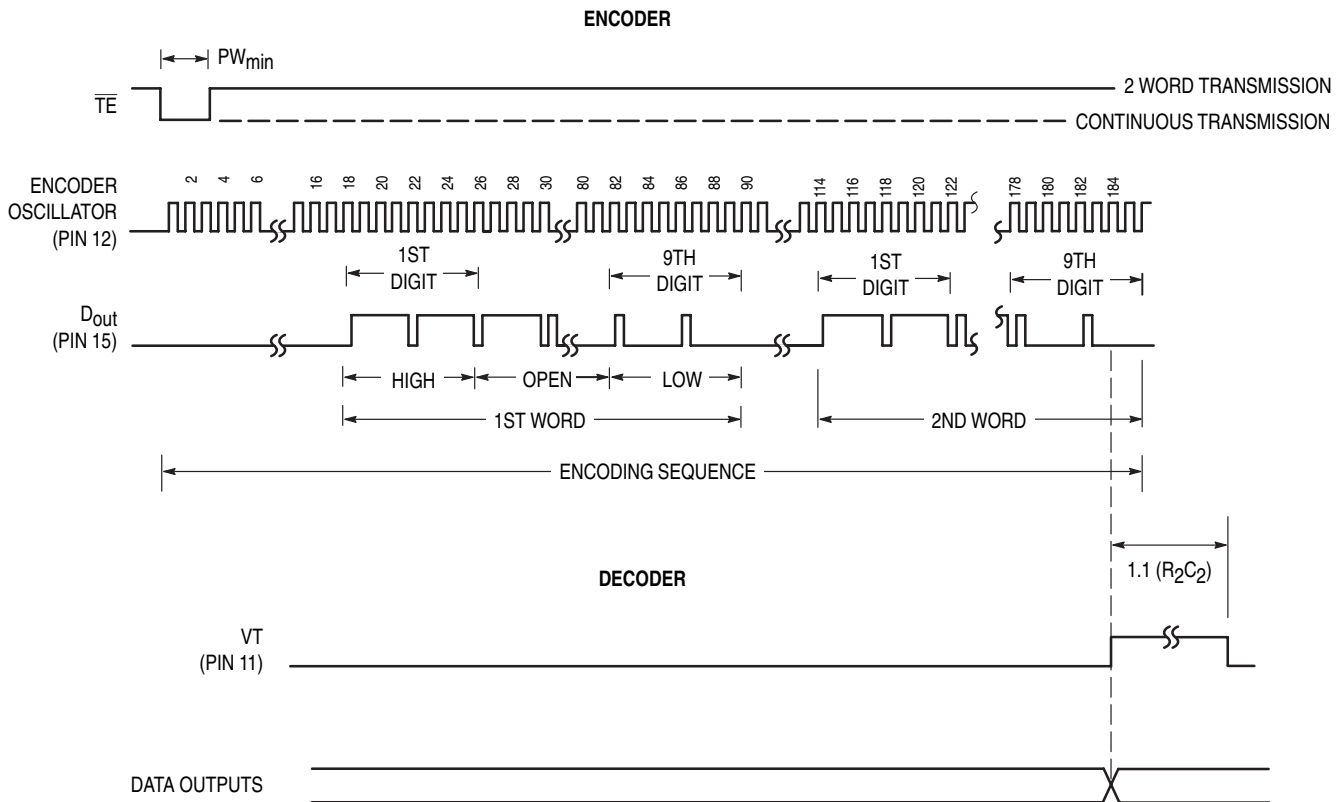 ENCODER
PWmin
TE
2 WORD TRANSMISSION
CONTINUOUS TRANSMISSION
ENCODER
OSCILLATOR
(PIN 12)
2 4 6 16 18 20 22 24 26 28 30 80 82 84 86 88 90 114 116 118 120 122 178 180 182 184
1ST
DIGIT
9TH
DIGIT
1ST
DIGIT
9TH
DIGIT
Dout
(PIN 15)
HIGH OPEN LOW
1ST WORD
2ND WORD
ENCODING SEQUENCE
1.1 (R2C2)
DECODER
VT
(PIN 11)
DATA OUTPUTS